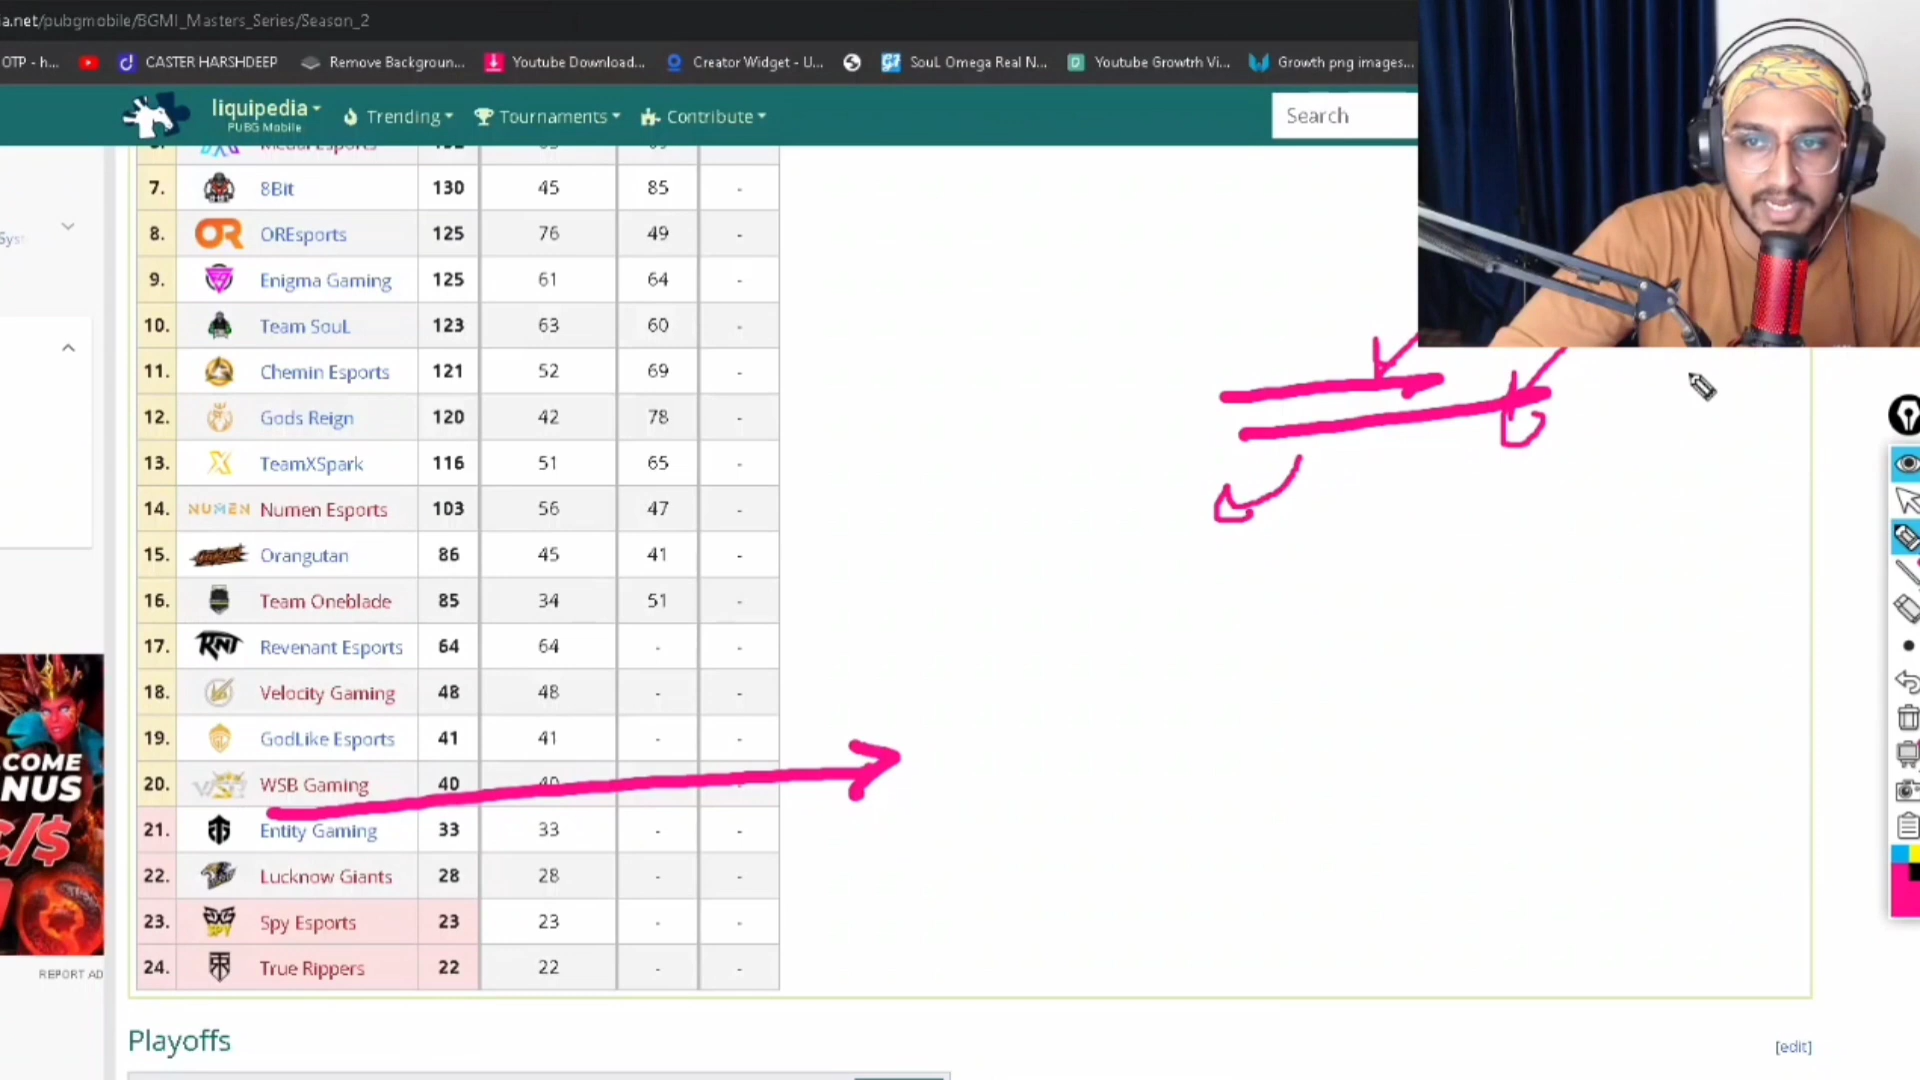 ia.net/pubgmobile/BGMI_Masters_Series/Season_2
OTP - h...
CASTER HARSHDEEP
Remove Backgroun...
Youtube Download...
Creator Widget - U...
SouL Omega Real N...
Youtube Growtrh Vi...
Growth png images...
liquipedia
PUBG Mobile
Trending
Tournaments
Contribute
Search
7. 8Bit 130 45 85 -
8. OR OREsports 125 76 49 -
9. Enigma Gaming 125 61 64 -
10. Team SouL 123 63 60 -
11. Chemin Esports 121 52 69 -
12. Gods Reign 120 42 78 -
13. TeamXSpark 116 51 65 -
14. NUMEN Numen Esports 103 56 47 -
15. Orangutan 86 45 41 -
16. Team Oneblade 85 34 51 -
17. RNT Revenant Esports 64 64 - -
18. Velocity Gaming 48 48 - -
19. GodLike Esports 41 41 - -
20. WSB Gaming 40 40 -
21. Entity Gaming 33 33 - -
22. Lucknow Giants 28 28 - -
23. Spy Esports 23 23 - -
24. True Rippers 22 22 - -
COME
NUS
C/$
REPORT AD
Playoffs
[edit]